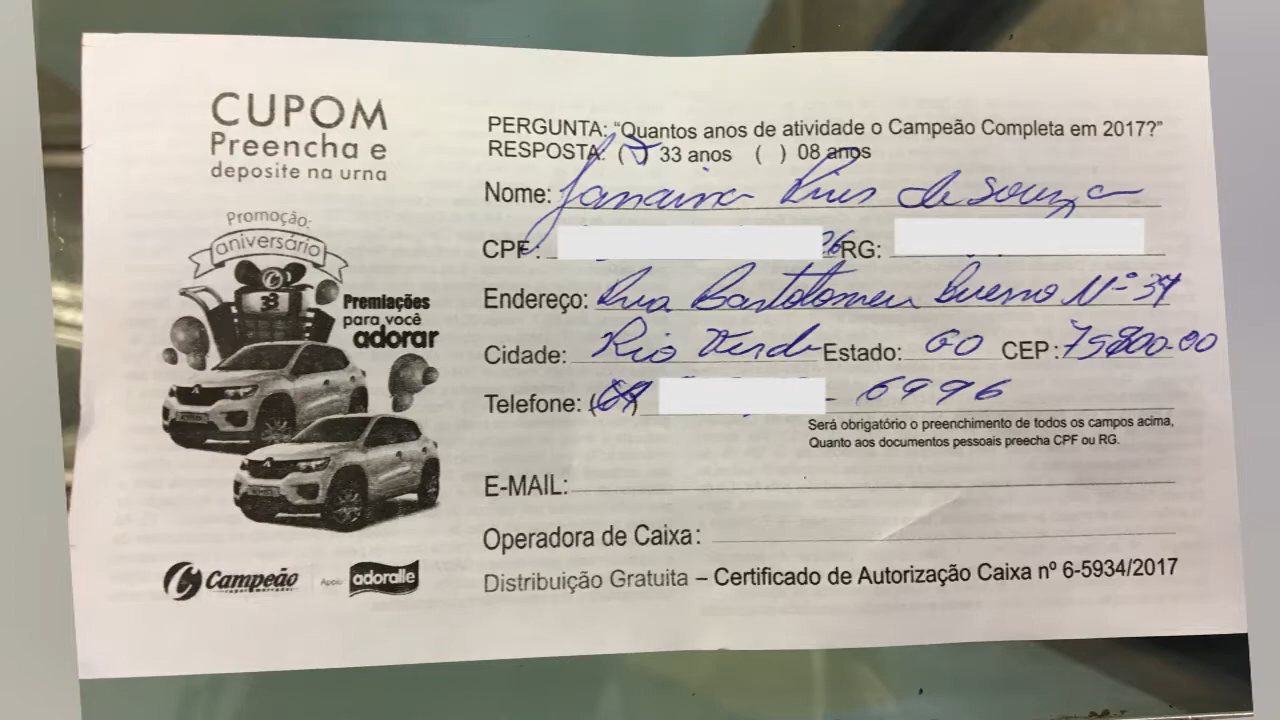 CUPOM
Preencha e
deposite na urna
Promoção:
aniversário
33
Premiações
para você
adorar
Campeão
Apoio:
adoralle
PERGUNTA: “Quantos anos de atividade o Campeão Completa em 2017?”
RESPOSTA: ( ) 33 anos ( ) 08 anos
Nome: Janaina Pires de Souza
CPF: 26 RG:
Endereço: Rua Bartolomeu Bueno Nº 37
Cidade: Rio Verde Estado: GO CEP: 75800-00
Telefone: (64) - 6996
Será obrigatório o preenchimento de todos os campos acima,
Quanto aos documentos pessoais preecha CPF ou RG.
E-MAIL:
Operadora de Caixa:
Distribuição Gratuita – Certificado de Autorização Caixa nº 6-5934/2017